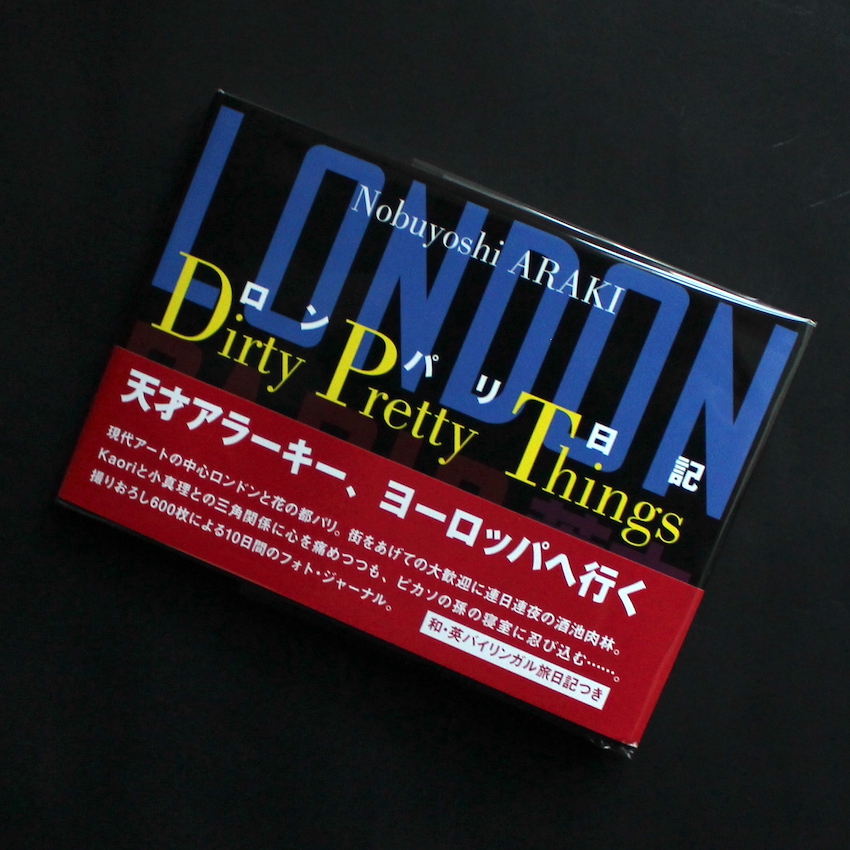 LONDON
Nobuyoshi ARAKI
ロンパリ日記
Dirty Pretty Things
天才アラーキー、ヨーロッパへ行く
現代アートの中心ロンドンと花の都パリ。街をあげての大歓迎に連日連夜の酒池肉林。
Kaoriと小真理との三角関係に心を痛めつつも、ピカソの孫の寝室に忍び込む……。
撮りおろし600枚による10日間のフォト・ジャーナル。
和・英バイリンガル旅日記つき